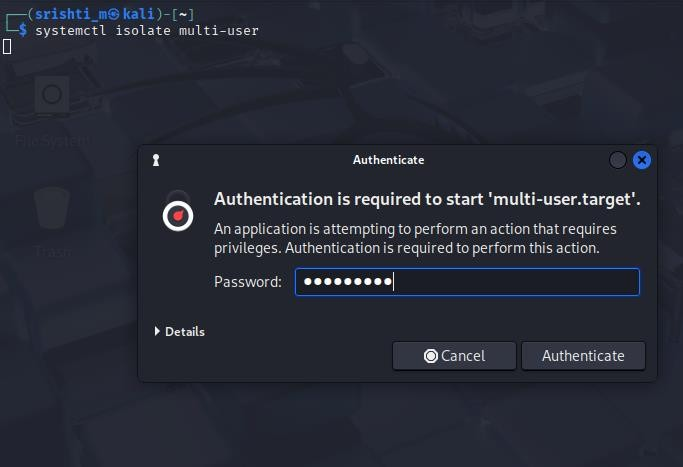 (srishti_m㉿kali)-[~]
$ systemctl isolate multi-user
File System
Trash
Authenticate
Authentication is required to start 'multi-user.target'.
An application is attempting to perform an action that requires
privileges. Authentication is required to perform this action.
Password: ●●●●●●●●●
Details
Cancel
Authenticate